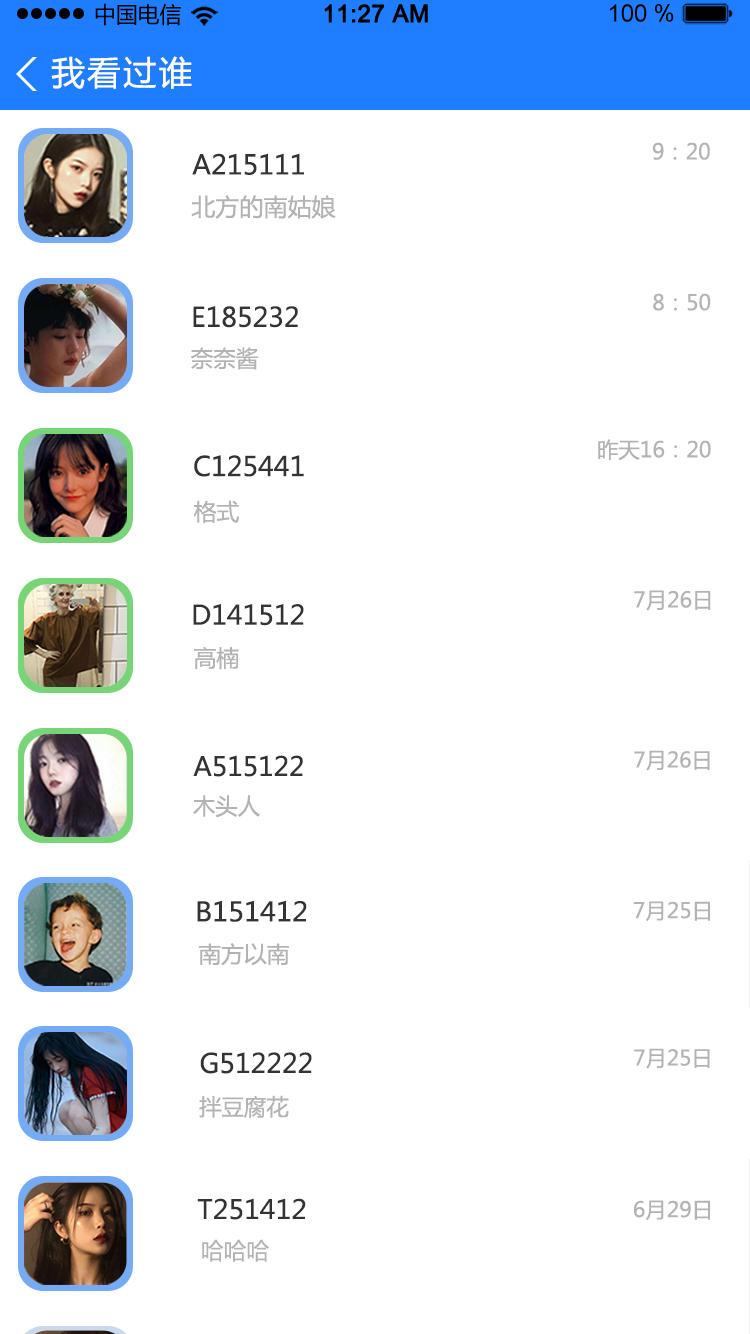 中国电信 11:27 AM 100 %
我看过谁
A215111 9：20
北方的南姑娘
E185232 8：50
奈奈酱
C125441 昨天16：20
格式
D141512 7月26日
高楠
A515122 7月26日
木头人
B151412 7月25日
南方以南
G512222 7月25日
拌豆腐花
T251412 6月29日
哈哈哈